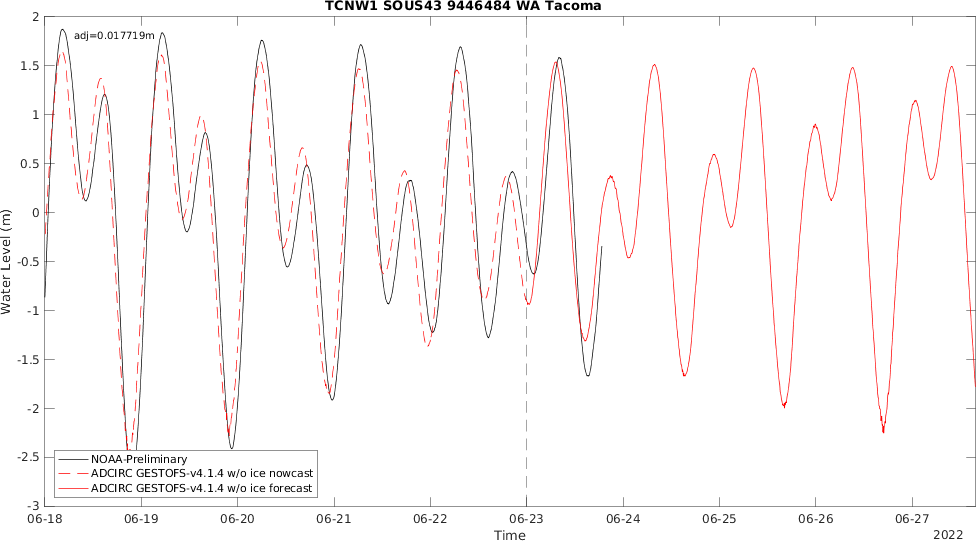 TCNW1 SOUS43 9446484 WA Tacoma
adj=0.017719m
2
1.5
1
0.5
0
-0.5
-1
-1.5
-2
-2.5
-3
Water Level (m)
NOAA-Preliminary
ADCIRC GESTOFS-v4.1.4 w/o ice nowcast
ADCIRC GESTOFS-v4.1.4 w/o ice forecast
06-18 06-19 06-20 06-21 06-22 06-23 06-24 06-25 06-26 06-27
Time
2022